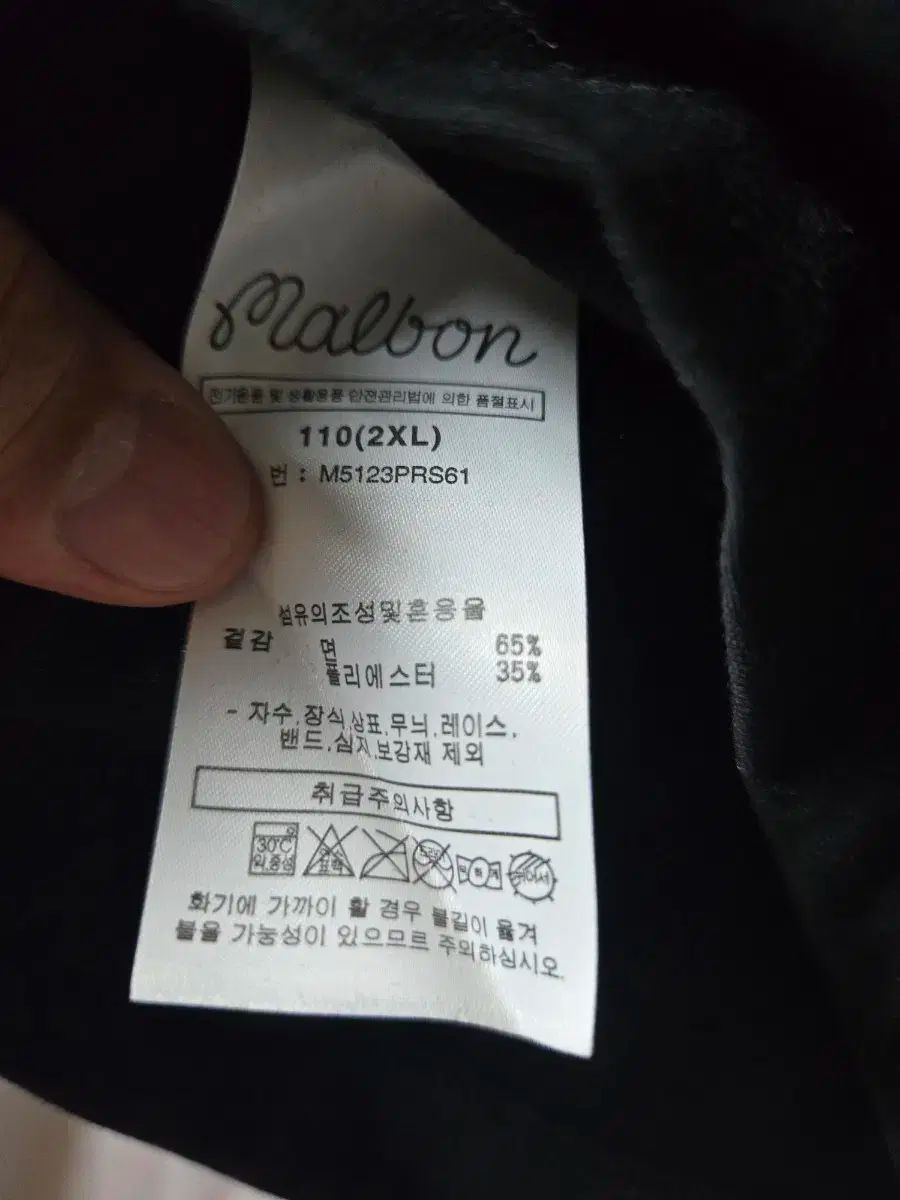 Malbon
전기용품 및 생활용품 안전관리법에 의한 품질표시
110(2XL)
번 : M5123PRS61
섬유의조성및혼용율
겉감 면 65%
폴리에스터 35%
- 자수,장식,상표,무늬,레이스,
밴드,심지,보강재 제외
취급주의사항
30℃
화기에 가까이 할 경우 불길이 옮겨
붙을 가능성이 있으므로 주의하십시오.